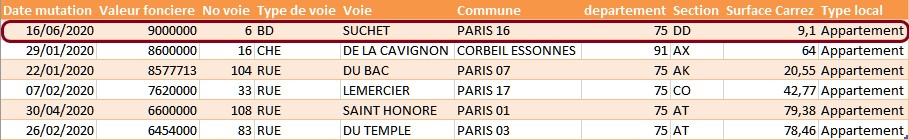 Date mutation Valeur fonciere No voie Type de voie Voie Commune departement Section Surface Carrez Type local
16/06/2020 9000000 6 BD SUCHET PARIS 16 75 DD 9,1 Appartement
29/01/2020 8600000 16 CHE DE LA CAVIGNON CORBEIL ESSONNES 91 AX 64 Appartement
22/01/2020 8577713 104 RUE DU BAC PARIS 07 75 AK 20,55 Appartement
07/02/2020 7620000 33 RUE LEMERCIER PARIS 17 75 CO 42,77 Appartement
30/04/2020 6600000 108 RUE SAINT HONORE PARIS 01 75 AT 79,38 Appartement
26/02/2020 6454000 83 RUE DU TEMPLE PARIS 03 75 AT 78,46 Appartement